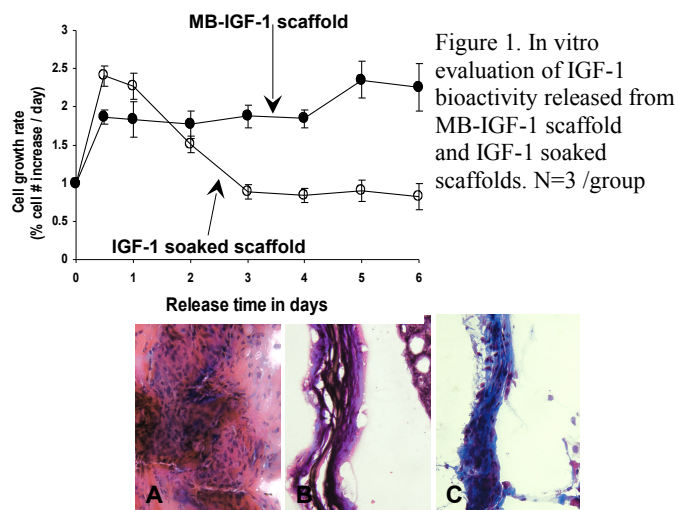 MB-IGF-1 scaffold
3
2.5
2
1.5
1
0.5
0
Cell growth rate
(% cell # increase / day)
IGF-1 soaked scaffold
0 1 2 3 4 5 6
Release time in days
Figure 1. In vitro
evaluation of IGF-1
bioactivity released from
MB-IGF-1 scaffold
and IGF-1 soaked
scaffolds. N=3 /group
A B C